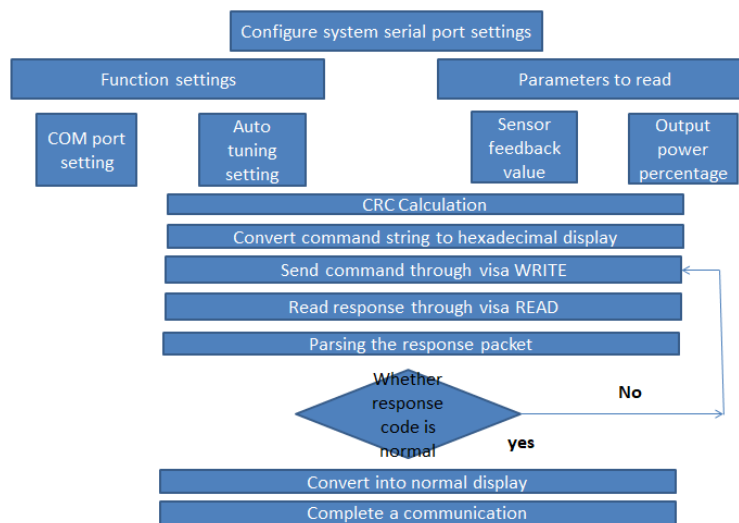 Configure system serial port settings
Function settings
Parameters to read
COM port
setting
Auto
tuning
setting
Sensor
feedback
value
Output
power
percentage
CRC Calculation
Convert command string to hexadecimal display
Send command through visa WRITE
Read response through visa READ
Parsing the response packet
Whether
response
code is
normal
No
yes
Convert into normal display
Complete a communication